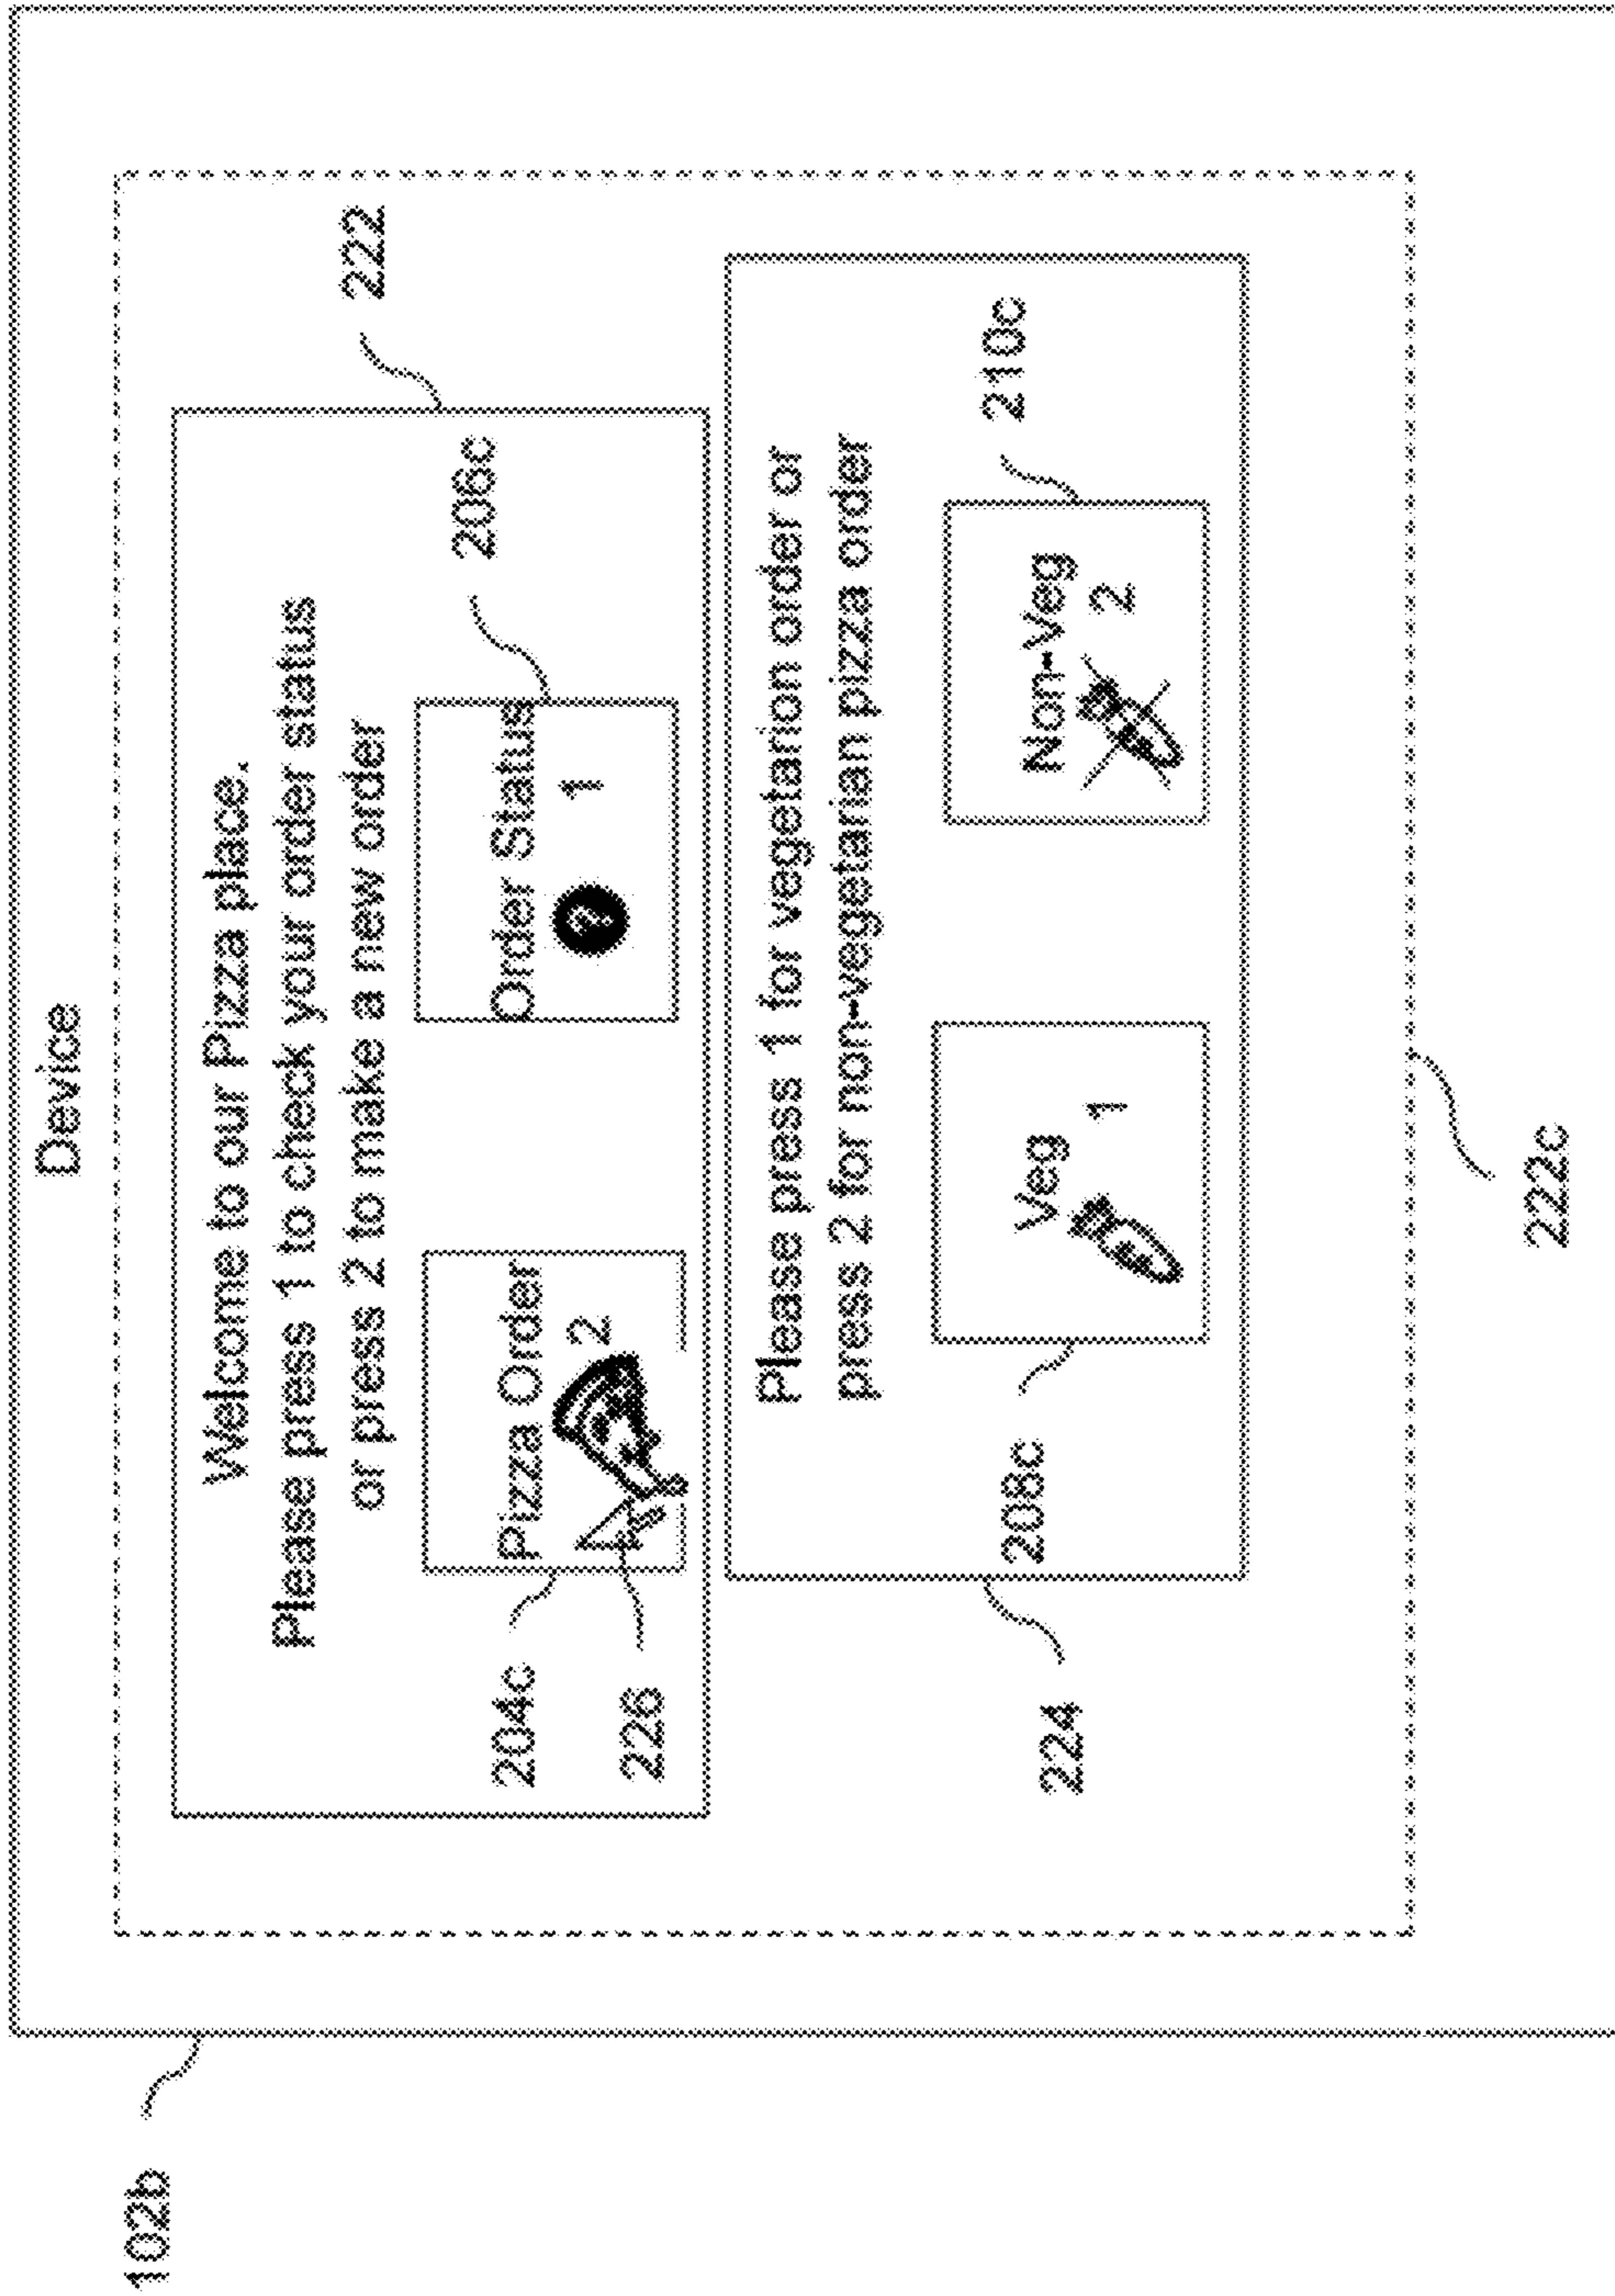 Device
102b
Welcome to our Pizza place.
Please press 1 to check your order status
or press 2 to make a new order
222
Pizza Order
2
204c
226
Order Status
?
1
206c
Please press 1 for vegetarion order or
press 2 for non-vegetarian pizza order
224
Veg
1
208c
Non-Veg
2
210c
222c